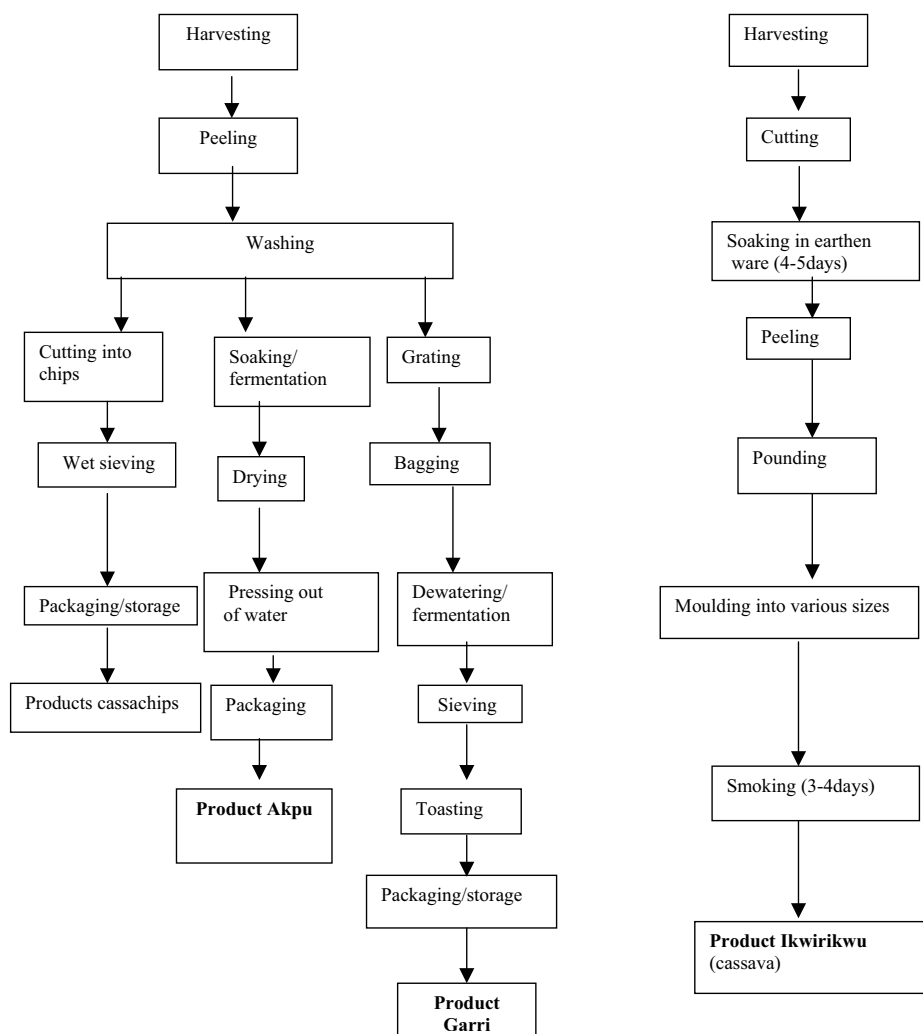 Harvesting
Peeling
Washing
Cutting into
chips
Wet sieving
Packaging/storage
Products cassachips
Soaking/
fermentation
Drying
Pressing out
of water
Packaging
Product Akpu
Grating
Bagging
Dewatering/
fermentation
Sieving
Toasting
Packaging/storage
Product
Garri
Harvesting
Cutting
Soaking in earthen
ware (4-5days)
Peeling
Pounding
Moulding into various sizes
Smoking (3-4days)
Product Ikwirikwu
(cassava)